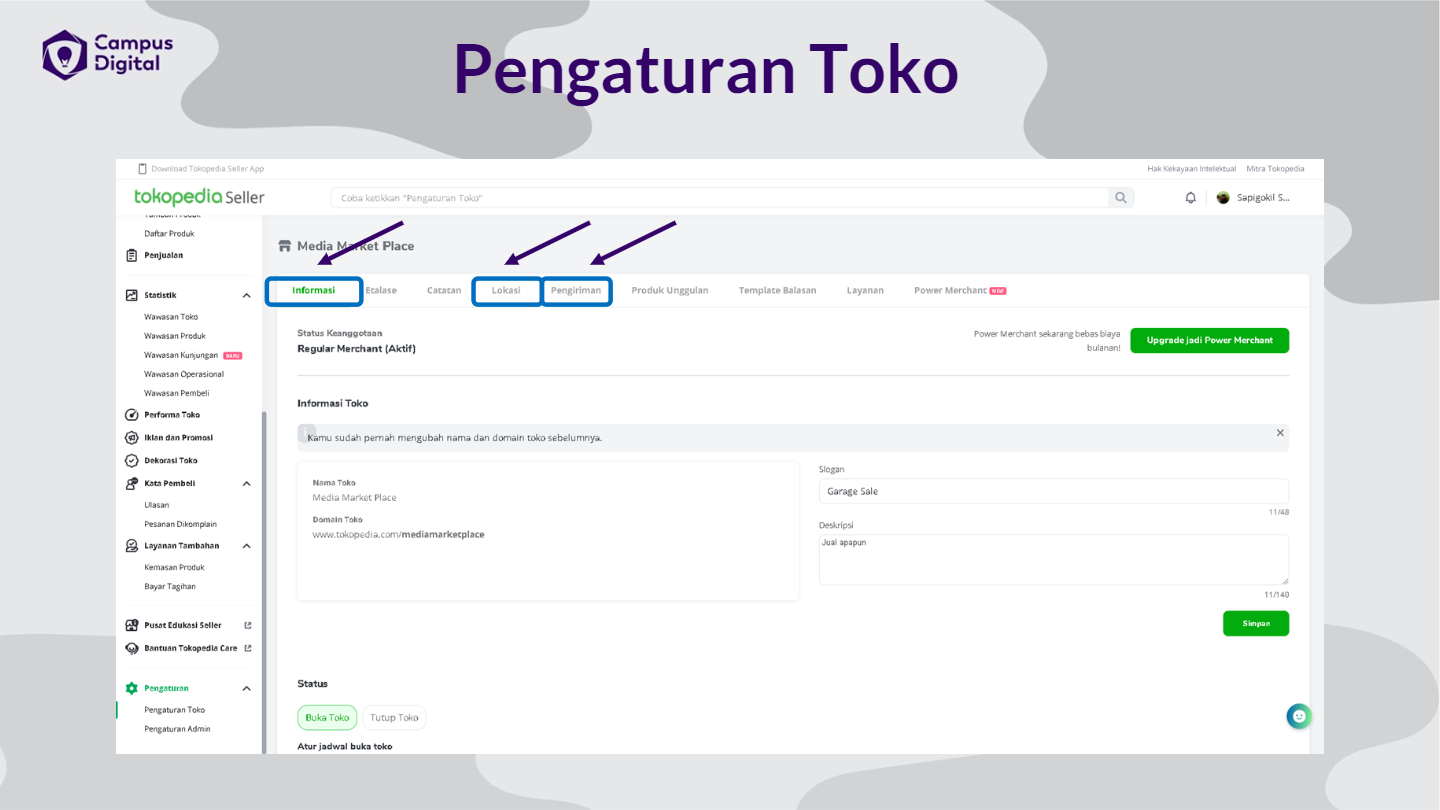 Campus
Digital
Pengaturan Toko
Download Tokopedia Seller App
Hak Kekayaan Intelektual
Mitra Tokopedia
tokopedia Seller
Coba ketikkan "Pengaturan Toko"
Sapigokil S...
Tambah Produk
Daftar Produk
Penjualan
Statistik
Wawasan Toko
Wawasan Produk
Wawasan Kunjungan BARU
Wawasan Operasional
Wawasan Pembeli
Performa Toko
Iklan dan Promosi
Dekorasi Toko
Kata Pembeli
Ulasan
Pesanan Dikomplain
Layanan Tambahan
Kemasan Produk
Bayar Tagihan
Pusat Edukasi Seller
Bantuan Tokopedia Care
Pengaturan
Pengaturan Toko
Pengaturan Admin
Media Market Place
Informasi Etalase Catatan Lokasi Pengiriman Produk Unggulan Template Balasan Layanan Power Merchant NEW
Status Keanggotaan
Regular Merchant (Aktif)
Power Merchant sekarang bebas biaya
bulanan!
Upgrade jadi Power Merchant
Informasi Toko
Kamu sudah pernah mengubah nama dan domain toko sebelumnya.
Nama Toko
Media Market Place
Domain Toko
www.tokopedia.com/mediamarketplace
Slogan
Garage Sale
11/48
Deskripsi
Jual apapun
11/140
Simpan
Status
Buka Toko Tutup Toko
Atur jadwal buka toko